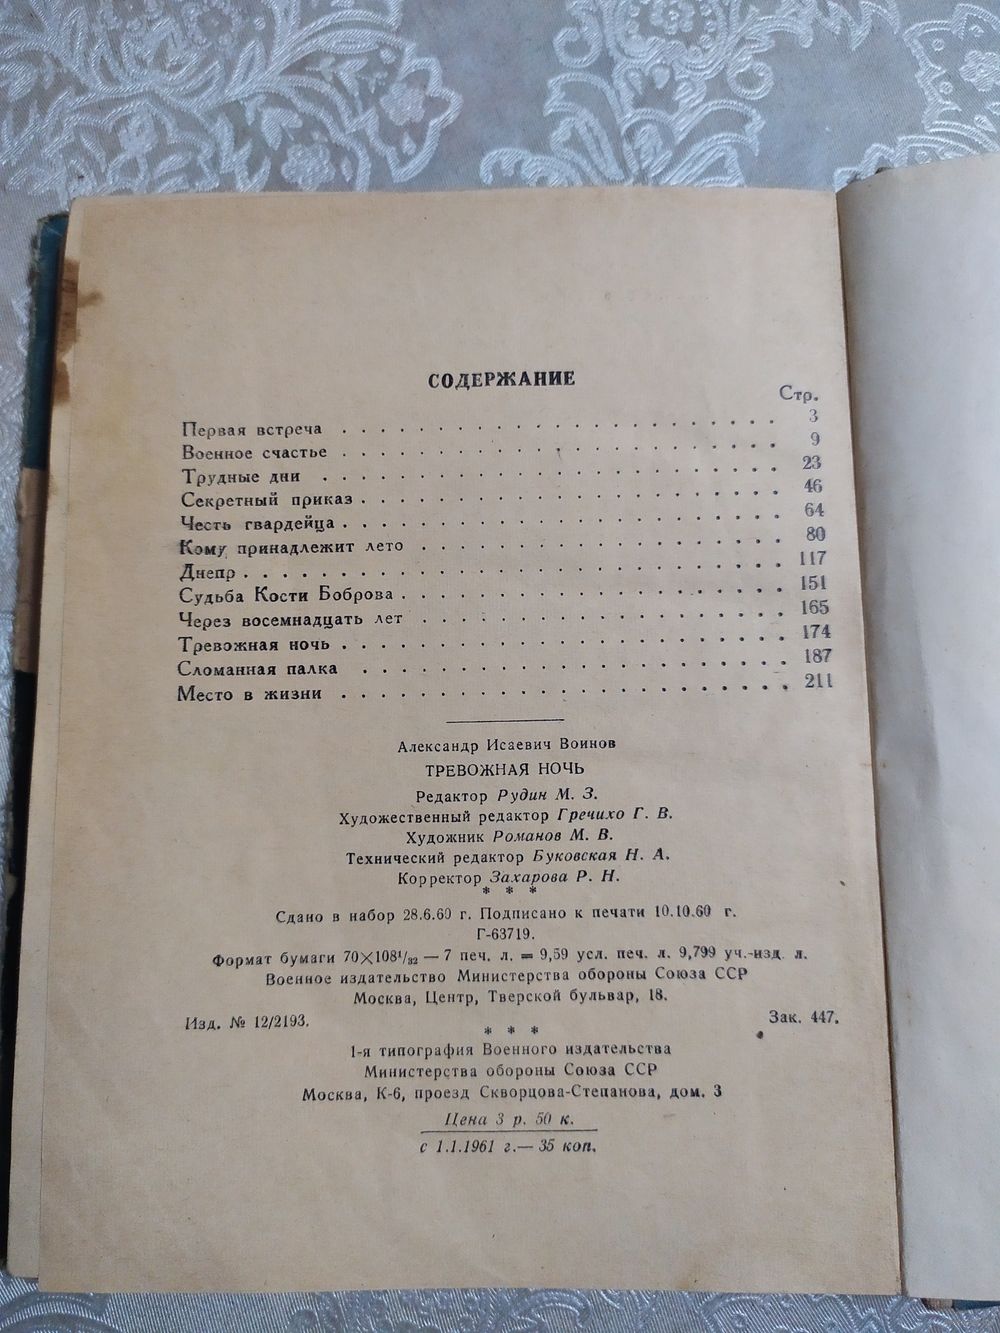 СОДЕРЖАНИЕ
Стр.
Первая встреча . . . . . . . . . . . . . . . . . . . . 3
Военное счастье . . . . . . . . . . . . . . . . . . . . 9
Трудные дни . . . . . . . . . . . . . . . . . . . . 23
Секретный приказ . . . . . . . . . . . . . . . . . . . . 46
Честь гвардейца . . . . . . . . . . . . . . . . . . . . 64
Кому принадлежит лето . . . . . . . . . . . . . . . . . . . . 80
Днепр . . . . . . . . . . . . . . . . . . . . 117
Судьба Кости Боброва . . . . . . . . . . . . . . . . . . . . 151
Через восемнадцать лет . . . . . . . . . . . . . . . . . . . . 165
Тревожная ночь . . . . . . . . . . . . . . . . . . . . 174
Сломанная палка . . . . . . . . . . . . . . . . . . . . 187
Место в жизни . . . . . . . . . . . . . . . . . . . . 211
Александр Исаевич Воинов
ТРЕВОЖНАЯ НОЧЬ
Редактор Рудин М. З.
Художественный редактор Гречихо Г. В.
Художник Романов М. В.
Технический редактор Буковская Н. А.
Корректор Захарова Р. Н.
* * *
Сдано в набор 28.6.60 г. Подписано к печати 10.10.60 г.
Г-63719.
Формат бумаги 70×108¹/₃₂ — 7 печ. л. = 9,59 усл. печ. л. 9,799 уч.-изд. л.
Военное издательство Министерства обороны Союза ССР
Москва, Центр, Тверской бульвар, 18.
Изд. № 12/2193. Зак. 447.
* * *
1-я типография Военного издательства
Министерства обороны Союза ССР
Москва, К-6, проезд Скворцова-Степанова, дом. 3
Цена 3 р. 50 к.
с 1.1.1961 г.— 35 коп.